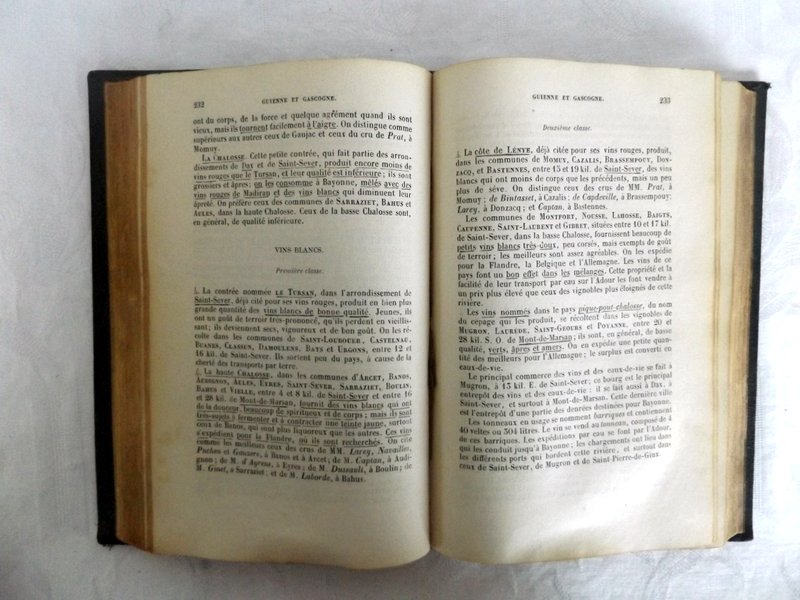 232
GUIENNE ET GASCOGNE.
ont du corps, de la force et quelque agrément quand ils sont
vieux, mais ils tournent facilement à l'aigre. On distingue comme
supérieurs aux autres ceux de Gaujac et ceux du cru de Prat, à
Momuy.
LA CHALOSSE. Cette petite contrée, qui fait partie des arron-
dissements de Dax et de Saint-Sever, produit encore moins de
vins rouges que le Tursan, et leur qualité est inférieure; ils sont
grossiers et âpres; on les consomme à Bayonne, mêlés avec des
vins rouges de Madiran et des vins blancs qui diminuent leur
âpreté. On préfère ceux des communes de SARRAZIET, BAHUS et
AULES, dans la haute Chalosse. Ceux de la basse Chalosse sont,
en général, de qualité inférieure.
VINS BLANCS.
Première classe.
La contrée nommée LE TURSAN, dans l'arrondissement de
Saint-Sever, déjà cité pour ses vins rouges, produit en bien plus
grande quantité des vins blancs de bonne qualité. Jeunes, ils
ont un goût de terroir très-prononcé, qu'ils perdent en vieillis-
sant; ils deviennent secs, vigoureux et de bon goût. On les ré-
colte dans les communes de SAINT-LOUBOUER, CASTELNAU,
BUANES, CLASSUN, DAMOULENS, BATS et URGONS, entre 12 et
16 kil. de Saint-Sever. Ils sortent peu du pays, à cause de la
cherté des transports par terre.
La haute CHALOSSE, dans les communes d'ARCET, BANOS,
AUDIGNON, AULES, EYRES, SAINT-SEVER, SARRAZIET, BOULIN,
BAHUS et VIELLE, entre 4 et 8 kil. de Saint-Sever et entre 16
et 28 kil. de Mont-de-Marsan, fournit des vins blancs qui ont
de la douceur, beaucoup de spiritueux et de corps; mais ils sont
très-sujets à fermenter et à contracter une teinte jaune, surtout
ceux de Banos, qui sont plus liquoreux que les autres. Ces vins
s'expédient pour la Flandre, où ils sont recherchés. On cite
comme les meilleurs ceux des crus de MM. Lacey, Navailles,
Pucheu et Gouaere, à Banos et à Arcet; de M. Captan, à Audi-
gnon; de M. d'Agreou, à Eyres; de M. Dussault, à Boulin; de
M. Ginet, à Sarraziet; et de M. Laborde, à Bahus.
GUIENNE ET GASCOGNE.
233
Deuxième classe.
La côte de LÉNYE, déjà citée pour ses vins rouges, produit,
dans les communes de MOMUY, CAZALIS, BRASSEMPOUY, DON-
ZACQ, et BASTENNES, entre 15 et 19 kil. de Saint-Sever, des vins
blancs qui ont moins de corps que les précédents, mais un peu
plus de séve. On distingue ceux des crus de MM. Prat, à
Momuy; de Bintasset, à Cazalis; de Capdeville, à Brassempouy;
Larey, à Donzacq; et Captan, à Bastennes.
Les communes de MONTFORT, NOUSSE, LAHOSSE, BAIGTS,
CAUPENNE, SAINT-LAURENT et GIBRET, situées entre 10 et 17 kil.
de Saint-Sever, dans la basse Chalosse, fournissent beaucoup de
petits vins blancs très-doux, peu corsés, mais exempts de goût
de terroir; les meilleurs sont assez agréables. On les expédie
pour la Flandre, la Belgique et l'Allemagne. Les vins de ce
pays font un bon effet dans les mélanges. Cette propriété et la
facilité de leur transport par eau sur l'Adour les font vendre à
un prix plus élevé que ceux des vignobles plus éloignés de cette
rivière.
Les vins nommés dans le pays pique-pout-chalosse, du nom
du cépage qui les produit, se récoltent dans les vignobles de
MUGRON, LAURÈDE, SAINT-GEOURS et POYANNE, entre 20 et
28 kil. S. O. de Mont-de-Marsan; ils sont, en général, de basse
qualité, verts, âpres et amers. On en expédie une petite quan-
tité des meilleurs pour l'Allemagne; le surplus est converti en
eaux-de-vie.
Le principal commerce des vins et des eaux-de-vie se fait à
Mugron, à 15 kil. E. de Saint-Sever; ce bourg est le principal
entrepôt des vins et des eaux-de-vie: il se fait aussi à Dax, à
Saint-Sever, et surtout à Mont-de-Marsan. Cette dernière ville
est l'entrepôt d'une partie des denrées destinées pour Bayonne.
Les tonneaux en usage se nomment barriques et contiennent
40 veltes ou 304 litres. Le vin se vend au tonneau, composé de 4
de ces barriques. Les expéditions par eau se font par l'Adour,
qui les conduit jusqu'à Bayonne; les chargements ont lieu dans
les différents ports qui bordent cette rivière, et surtout dans
ceux de Saint-Sever, de Mugron et de Saint-Pierre-de-Ginx.